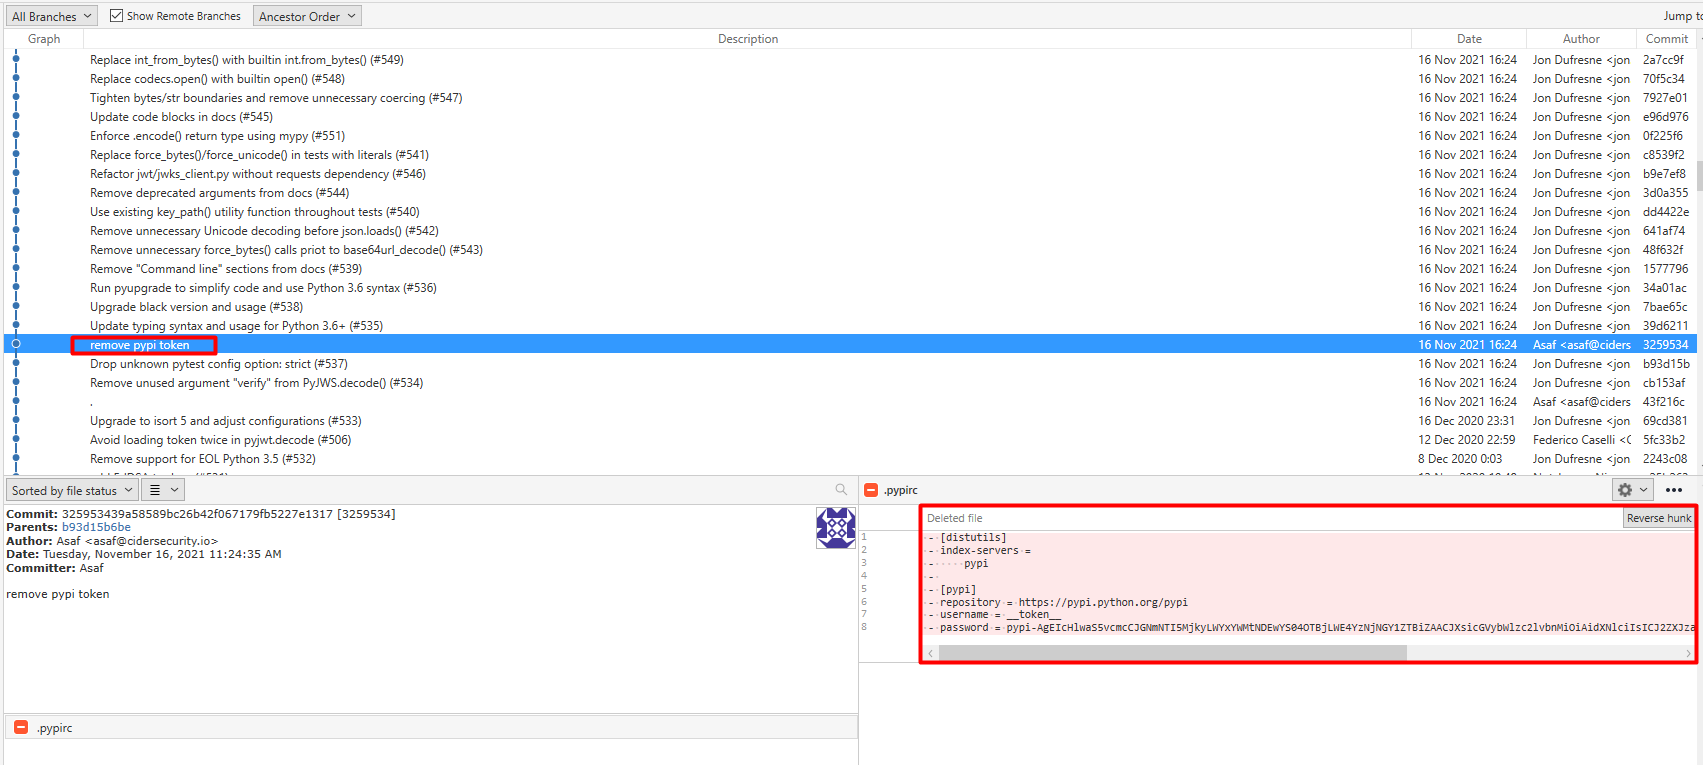 All Branches Show Remote Branches Ancestor Order Jump to
Graph Description Date Author Commit
Replace int_from_bytes() with builtin int.from_bytes() (#549) 16 Nov 2021 16:24 Jon Dufresne <jon 2a7cc9f
Replace codecs.open() with builtin open() (#548) 16 Nov 2021 16:24 Jon Dufresne <jon 70f5c34
Tighten bytes/str boundaries and remove unnecessary coercing (#547) 16 Nov 2021 16:24 Jon Dufresne <jon 7927e01
Update code blocks in docs (#545) 16 Nov 2021 16:24 Jon Dufresne <jon e96d976
Enforce .encode() return type using mypy (#551) 16 Nov 2021 16:24 Jon Dufresne <jon 0f225f6
Replace force_bytes()/force_unicode() in tests with literals (#541) 16 Nov 2021 16:24 Jon Dufresne <jon c8539f2
Refactor jwt/jwks_client.py without requests dependency (#546) 16 Nov 2021 16:24 Jon Dufresne <jon b9e7ef8
Remove deprecated arguments from docs (#544) 16 Nov 2021 16:24 Jon Dufresne <jon 3d0a355
Use existing key_path() utility function throughout tests (#540) 16 Nov 2021 16:24 Jon Dufresne <jon dd4422e
Remove unnecessary Unicode decoding before json.loads() (#542) 16 Nov 2021 16:24 Jon Dufresne <jon 641af74
Remove unnecessary force_bytes() calls priot to base64url_decode() (#543) 16 Nov 2021 16:24 Jon Dufresne <jon 48f632f
Remove "Command line" sections from docs (#539) 16 Nov 2021 16:24 Jon Dufresne <jon 1577796
Run pyupgrade to simplify code and use Python 3.6 syntax (#536) 16 Nov 2021 16:24 Jon Dufresne <jon 34a01ac
Upgrade black version and usage (#538) 16 Nov 2021 16:24 Jon Dufresne <jon 7bae65c
Update typing syntax and usage for Python 3.6+ (#535) 16 Nov 2021 16:24 Jon Dufresne <jon 39d6211
remove pypi token 16 Nov 2021 16:24 Asaf <asaf@ciders 3259534
Drop unknown pytest config option: strict (#537) 16 Nov 2021 16:24 Jon Dufresne <jon b93d15b
Remove unused argument "verify" from PyJWS.decode() (#534) 16 Nov 2021 16:24 Jon Dufresne <jon cb153af
. 16 Nov 2021 16:24 Asaf <asaf@ciders 43f216c
Upgrade to isort 5 and adjust configurations (#533) 16 Dec 2020 23:31 Jon Dufresne <jon 69cd381
Avoid loading token twice in pyjwt.decode (#506) 12 Dec 2020 22:59 Federico Caselli <C 5fc33b2
Remove support for EOL Python 3.5 (#532) 8 Dec 2020 0:03 Jon Dufresne <jon 2243c08
Sorted by file status
Commit: 325953439a58589bc26b42f067179fb5227e1317 [3259534]
Parents: b93d15b6be
Author: Asaf <asaf@cidersecurity.io>
Date: Tuesday, November 16, 2021 11:24:35 AM
Committer: Asaf
remove pypi token
.pypirc
.pypirc
Deleted file Reverse hunk
1 - [distutils]
2 - index-servers =
3 - pypi
4 -
5 - [pypi]
6 - repository = https://pypi.python.org/pypi
7 - username = __token__
8 - password = pypi-AgEIcHlwaS5vcmcCJGNmNTI5MjkyLWYxYWMtNDEwYS04OTBjLWE4YzNjNGY1ZTBiZAACJXsicGVybWlzc2lvbnMiOiAidXNlciIsICJ2ZXJza